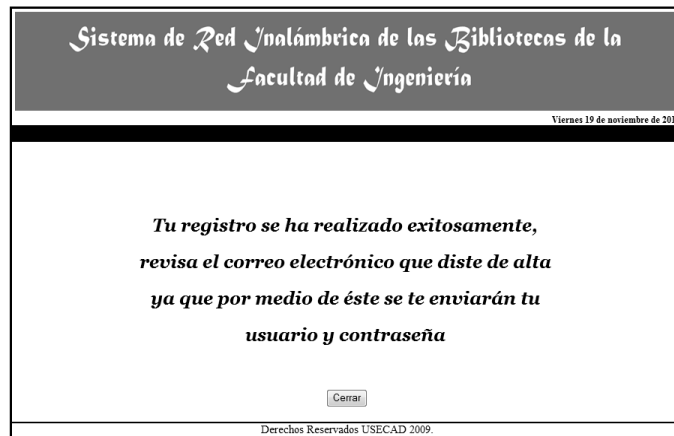 Sistema de Red Inalámbrica de las Bibliotecas de la
Facultad de Ingeniería
Viernes 19 de noviembre de 201
Tu registro se ha realizado exitosamente,
revisa el correo electrónico que diste de alta
ya que por medio de éste se te enviarán tu
usuario y contraseña
Cerrar
Derechos Reservados USECAD 2009.